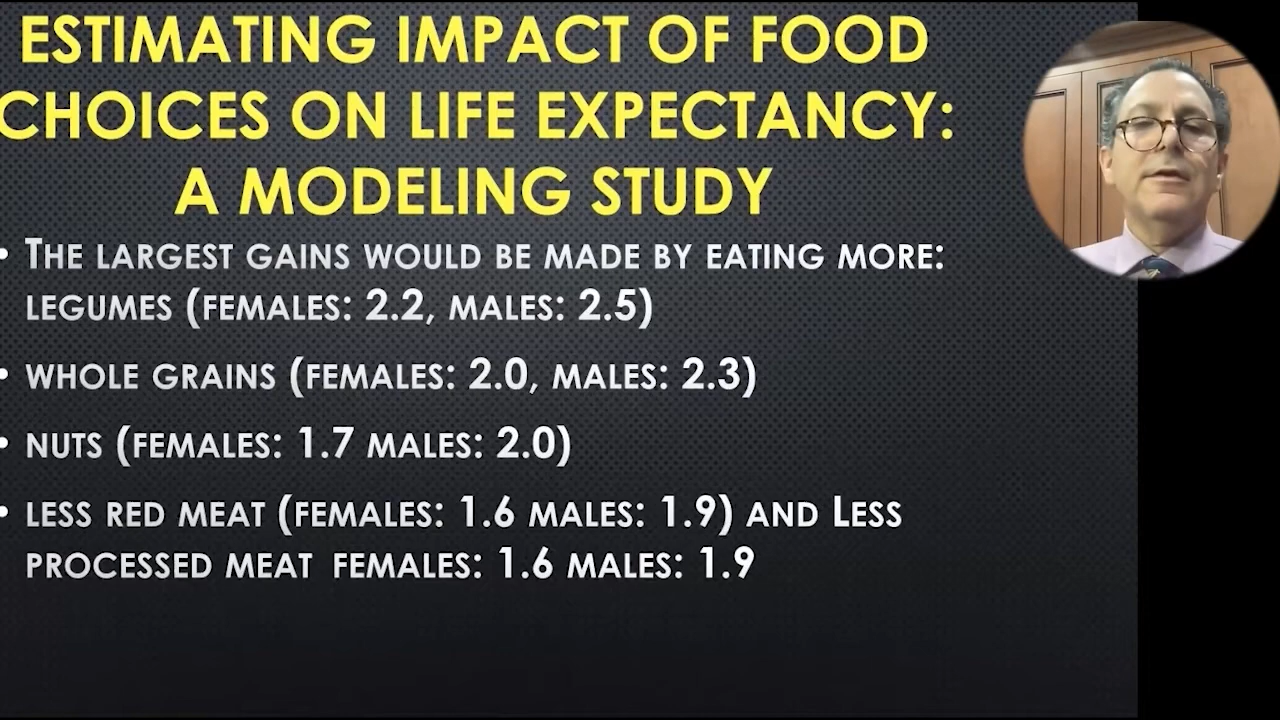 ESTIMATING IMPACT OF FOOD
CHOICES ON LIFE EXPECTANCY:
A MODELING STUDY
• THE LARGEST GAINS WOULD BE MADE BY EATING MORE:
LEGUMES (FEMALES: 2.2, MALES: 2.5)
• WHOLE GRAINS (FEMALES: 2.0, MALES: 2.3)
• NUTS (FEMALES: 1.7 MALES: 2.0)
• LESS RED MEAT (FEMALES: 1.6 MALES: 1.9) AND LESS
PROCESSED MEAT FEMALES: 1.6 MALES: 1.9